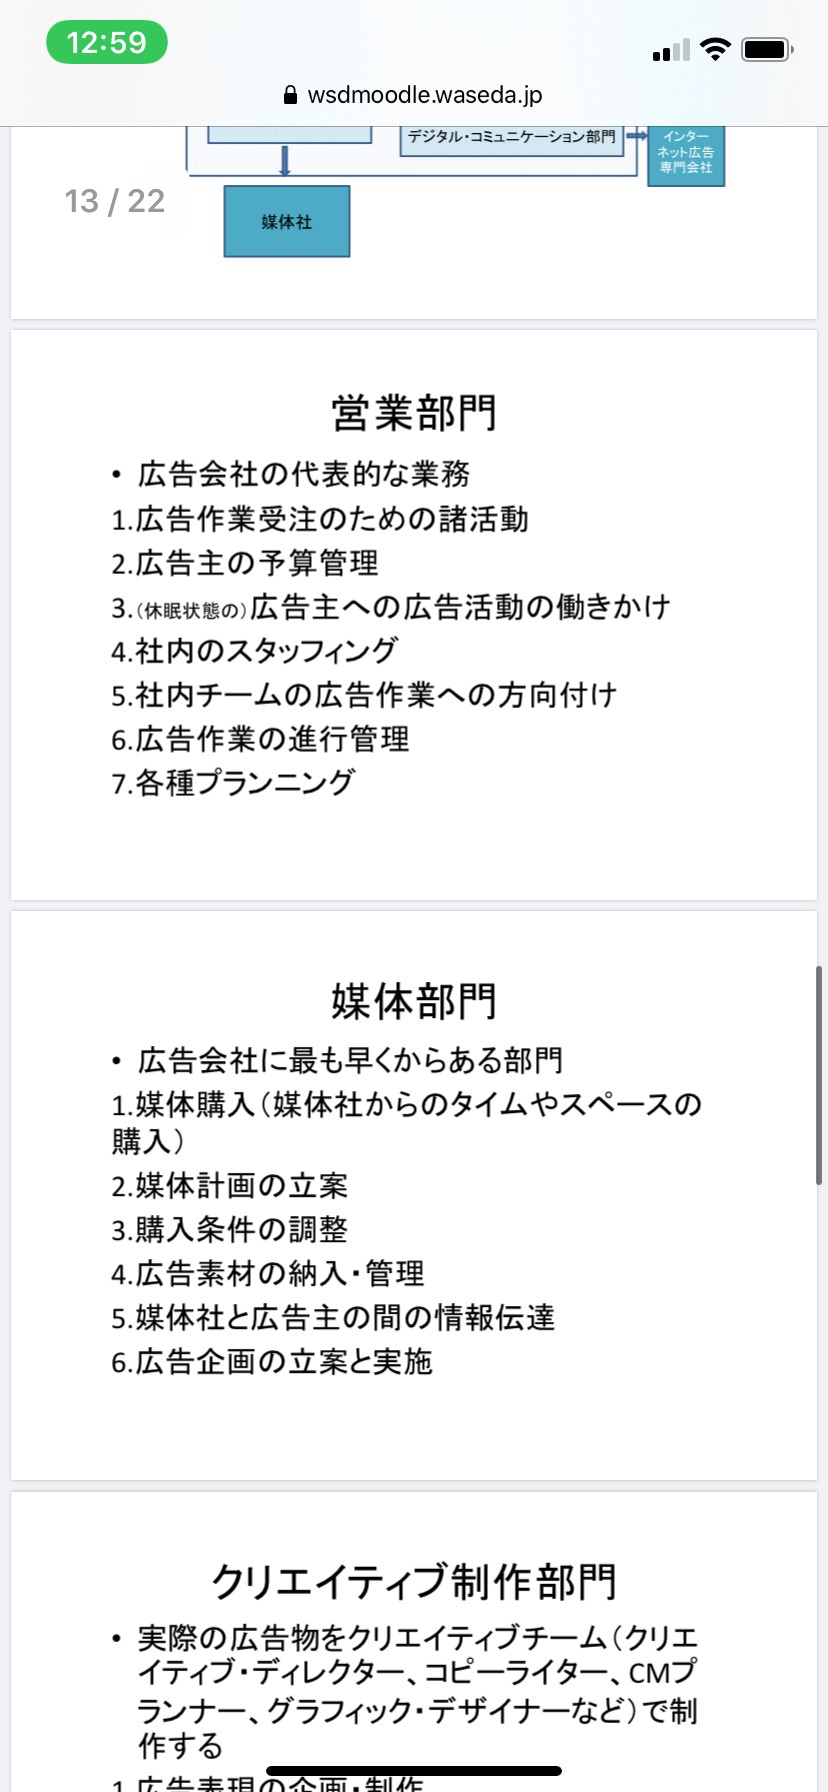 12:59
wsdmoodle.waseda.jp
デジタル・コミュニケーション部門
インター
ネット広告
専門会社
13 / 22
媒体社
営業部門
• 広告会社の代表的な業務
1.広告作業受注のための諸活動
2.広告主の予算管理
3.(休眠状態の)広告主への広告活動の働きかけ
4.社内のスタッフィング
5.社内チームの広告作業への方向付け
6.広告作業の進行管理
7.各種プランニング
媒体部門
• 広告会社に最も早くからある部門
1.媒体購入(媒体社からのタイムやスペースの
購入)
2.媒体計画の立案
3.購入条件の調整
4.広告素材の納入・管理
5.媒体社と広告主の間の情報伝達
6.広告企画の立案と実施
クリエイティブ制作部門
• 実際の広告物をクリエイティブチーム(クリエ
イティブ・ディレクター、コピーライター、CMプ
ランナー、グラフィック・デザイナーなど)で制
作する
1.広告表現の企画・制作